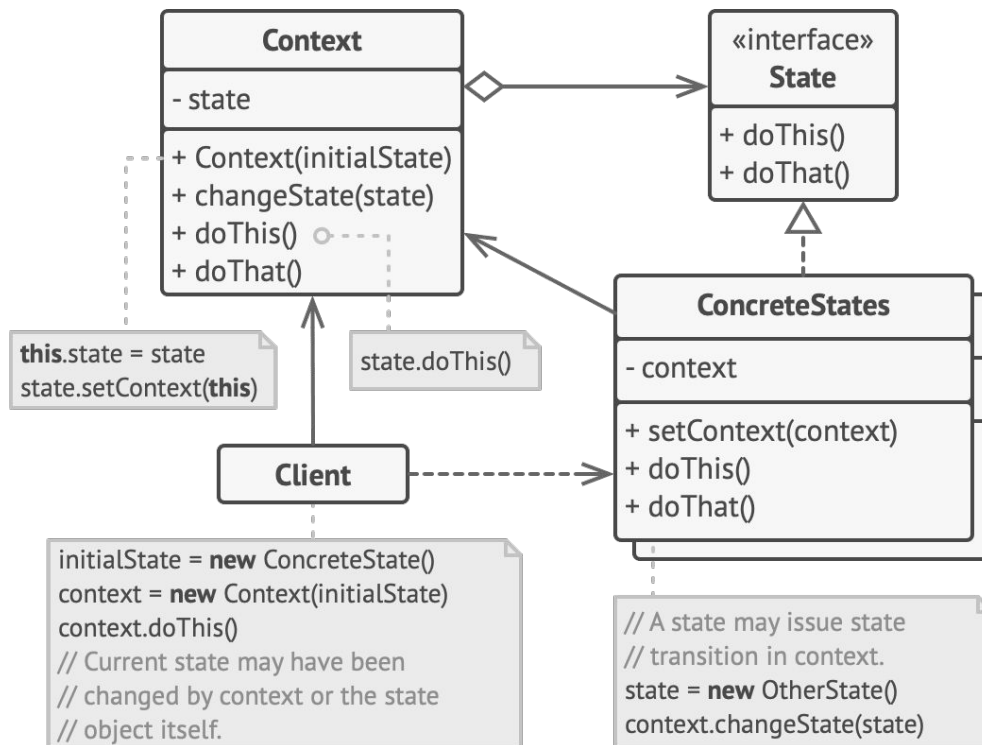 Context
- state
+ Context(initialState)
+ changeState(state)
+ doThis()
+ doThat()
«interface»
State
+ doThis()
+ doThat()
this.state = state
state.setContext(this)
state.doThis()
ConcreteStates
- context
+ setContext(context)
+ doThis()
+ doThat()
Client
initialState = new ConcreteState()
context = new Context(initialState)
context.doThis()
// Current state may have been
// changed by context or the state
// object itself.
// A state may issue state
// transition in context.
state = new OtherState()
context.changeState(state)